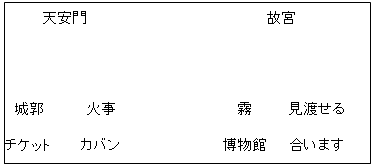 天安門 故宮
城郭 火事 霧 見渡せる
チケット カバン 博物館 合います